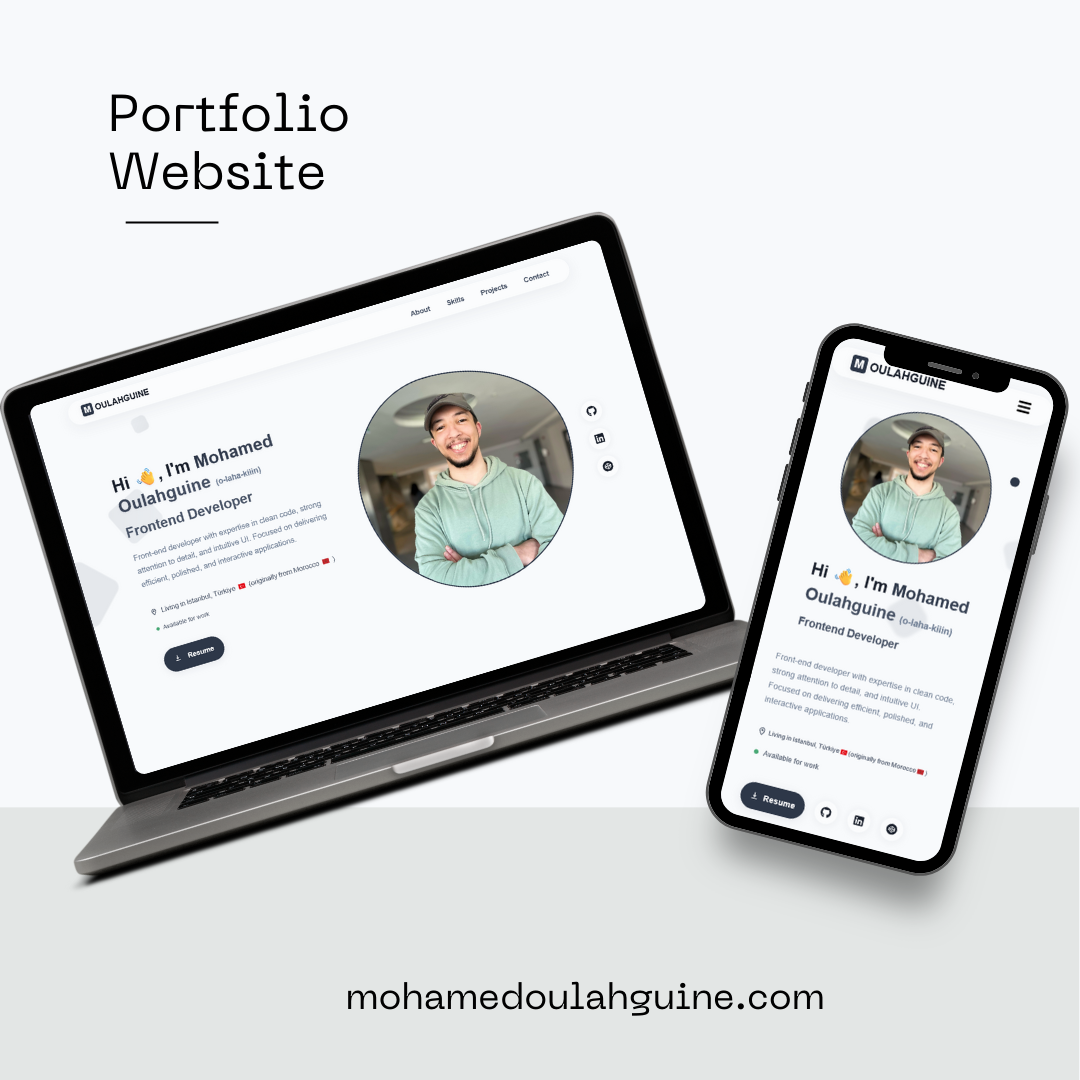 Portfolio
Website
About Skills Projects Contact
M OULAHGUINE
Hi 👋, I'm Mohamed
Oulahguine (o-laha-kilin)
Frontend Developer
Front-end developer with expertise in clean code, strong
attention to detail, and intuitive UI. Focused on delivering
efficient, polished, and interactive applications.
Living in Istanbul, Türkiye 🇹🇷 (originally from Morocco 🇲🇦 )
Available for work
Resume
M OULAHGUINE
Hi 👋, I'm Mohamed
Oulahguine (o-laha-kilin)
Frontend Developer
Front-end developer with expertise in clean code,
strong attention to detail, and intuitive UI.
Focused on delivering efficient, polished, and
interactive applications.
Living in Istanbul, Türkiye 🇹🇷 (originally from Morocco 🇲🇦 )
Available for work
Resume
mohamedoulahguine.com